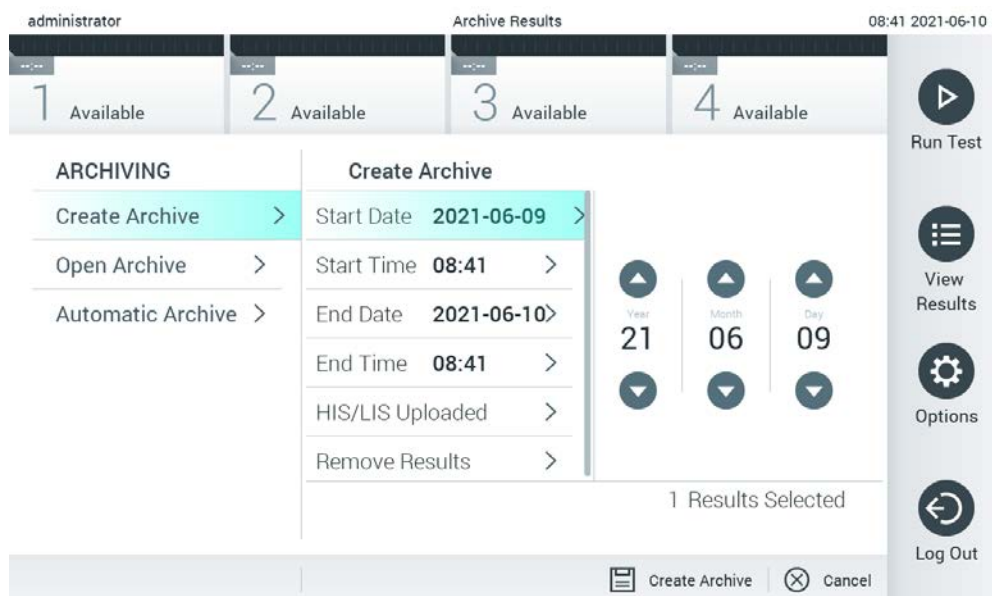 administrator
Archive Results
08:41 2021-06-10
--:--
--:--
--:--
--:--
1 Available
2 Available
3 Available
4 Available
Run Test
View
Results
Options
Log Out
ARCHIVING
Create Archive
Open Archive
Automatic Archive
Create Archive
Start Date 2021-06-09
Start Time 08:41
End Date 2021-06-10
End Time 08:41
HIS/LIS Uploaded
Remove Results
Year
Month
Day
21
06
09
1 Results Selected
Create Archive
Cancel